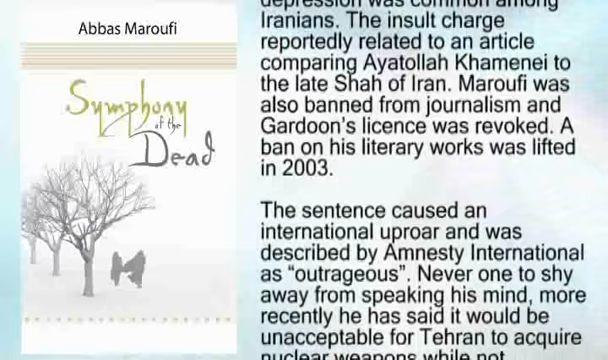 Abbas Maroufi
Symphony
of the
Dead
depression was common among
Iranians. The insult charge
reportedly related to an article
comparing Ayatollah Khamenei to
the late Shah of Iran. Maroufi was
also banned from journalism and
Gardoon's licence was revoked. A
ban on his literary works was lifted
in 2003.
The sentence caused an
international uproar and was
described by Amnesty International
as “outrageous”. Never one to shy
away from speaking his mind, more
recently he has said it would be
unacceptable for Tehran to acquire
nuclear weapons while not